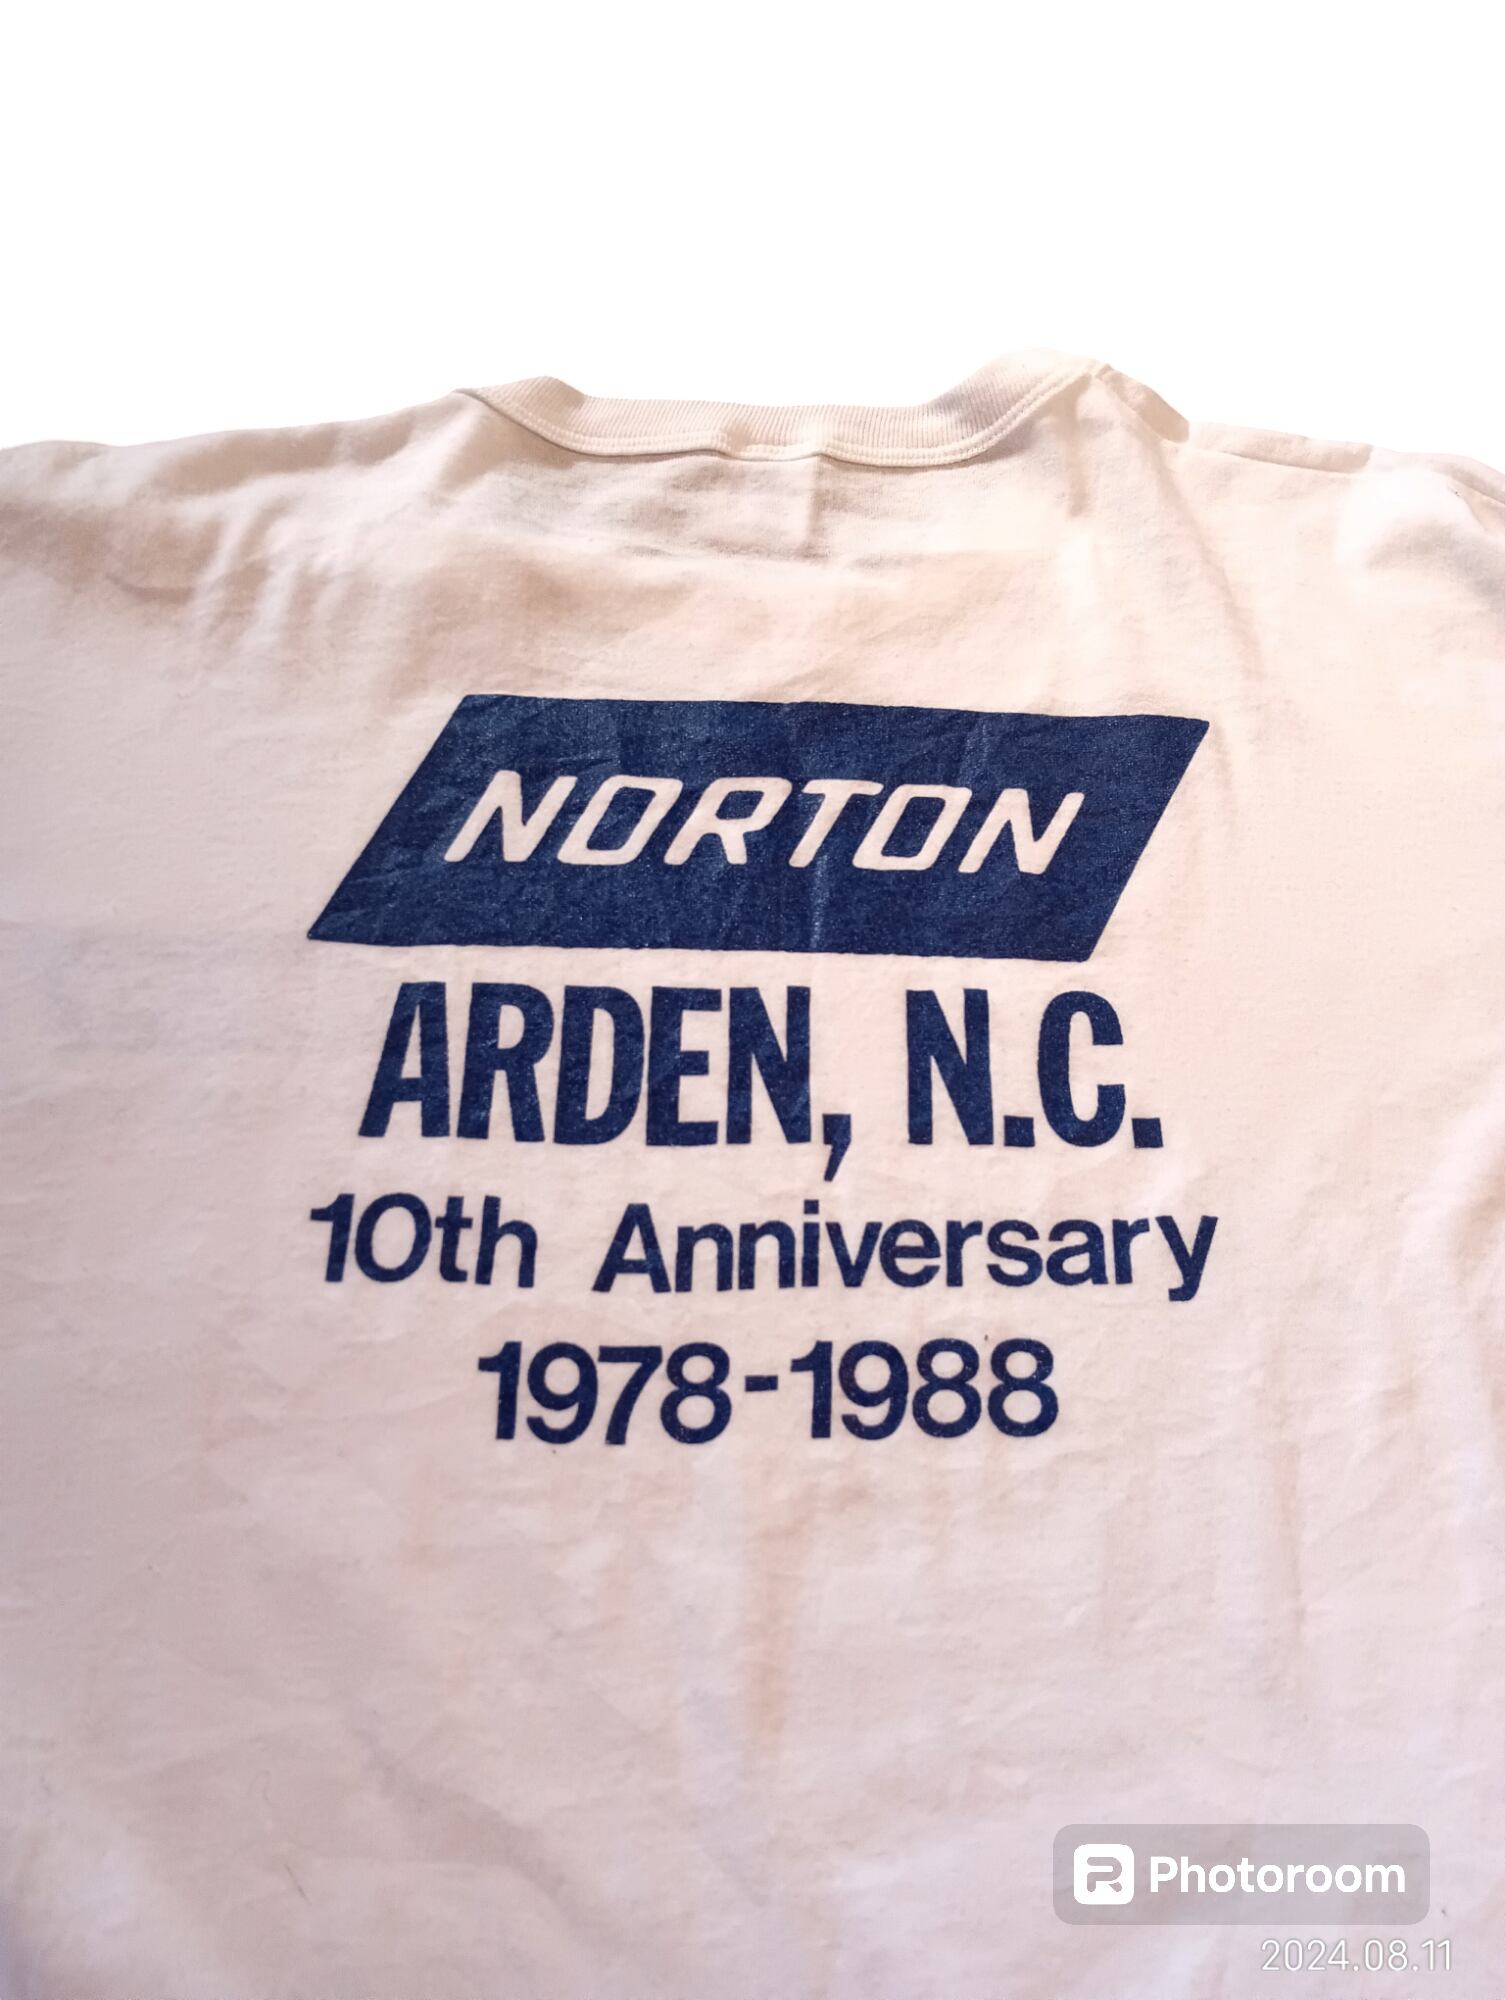 NORTON
ARDEN, N.C.
10th Anniversary
1978-1988
Photoroom
2024.08.11